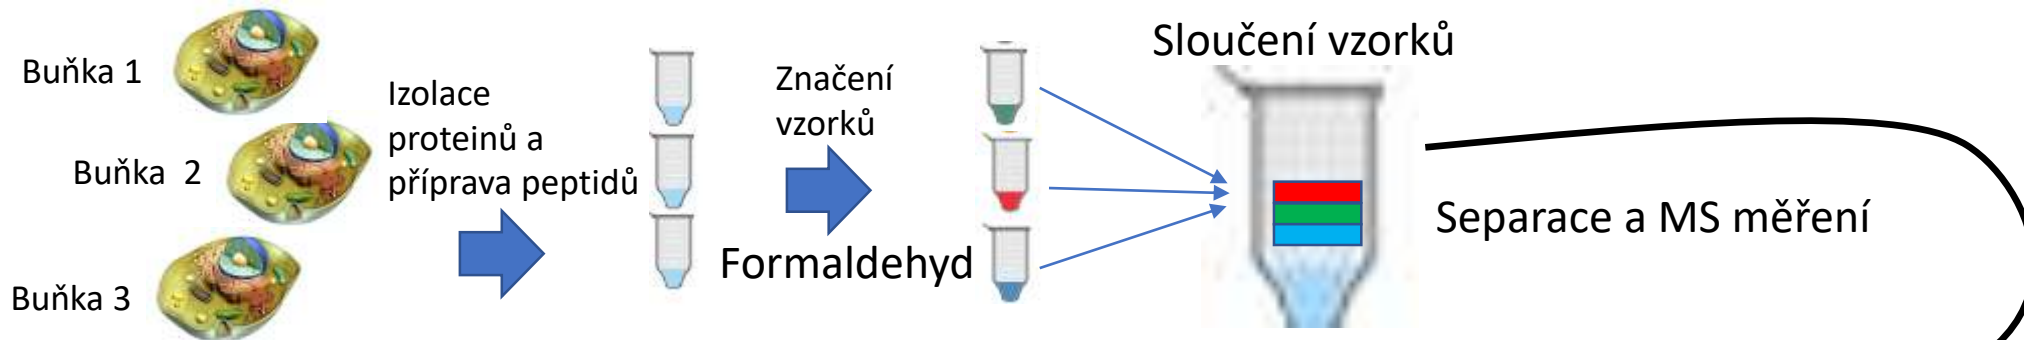 Buňka 1
Buňka 2
Buňka 3
Izolace
proteinů a
příprava peptidů
Značení
vzorků
Formaldehyd
Sloučení vzorků
Separace a MS měření